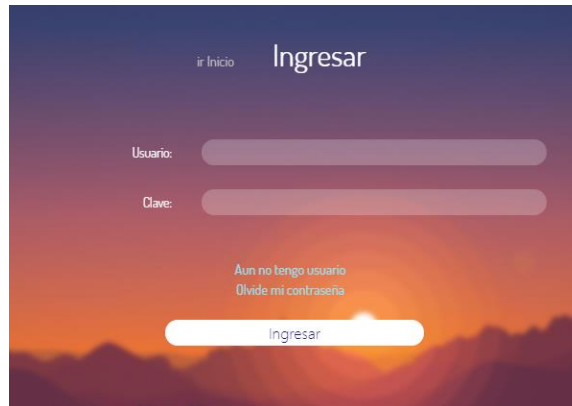 ir Inicio Ingresar
Usuario:
Clave:
Aun no tengo usuario
Olvide mi contraseña
Ingresar